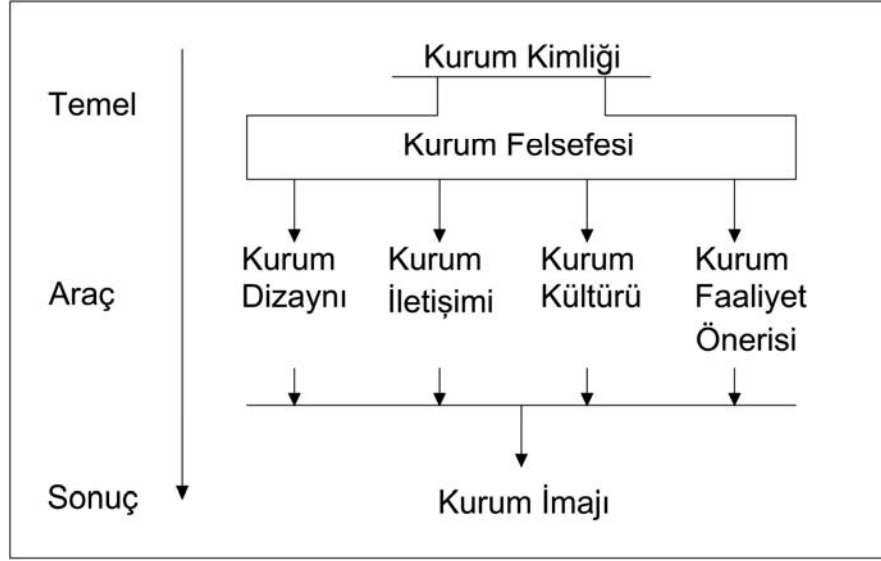 Kurum Kimliği
Temel
Kurum Felsefesi
Kurum
Dizaynı
Kurum
İletişimi
Kurum
Kültürü
Kurum
Faaliyet
Önerisi
Araç
Sonuç
Kurum İmajı